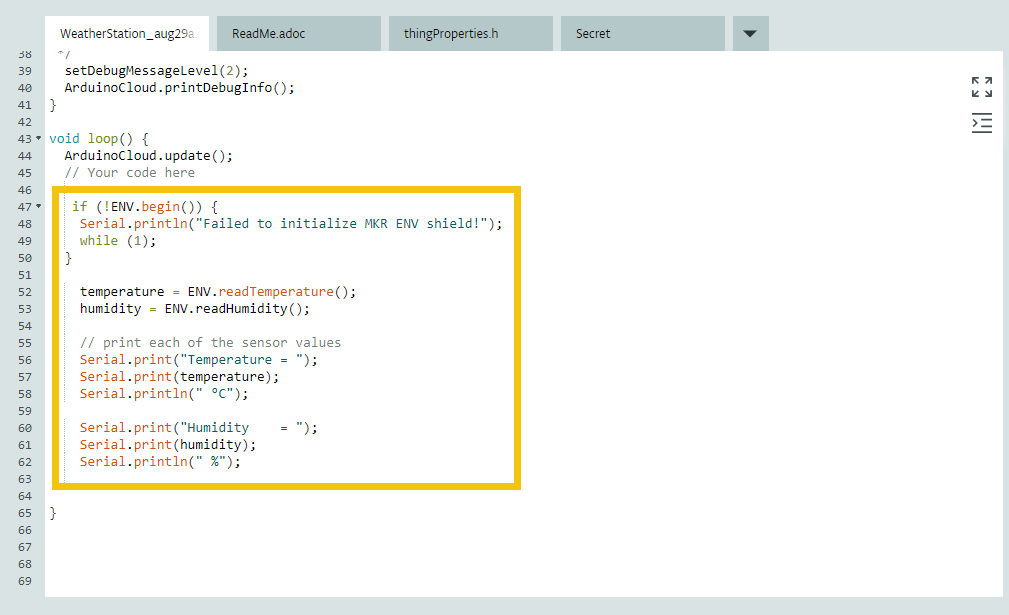 WeatherStation_aug29a
ReadMe.adoc
thingProperties.h
Secret
38 */
39 setDebugMessageLevel(2);
40 ArduinoCloud.printDebugInfo();
41 }
42
43 void loop() {
44 ArduinoCloud.update();
45 // Your code here
46
47 if (!ENV.begin()) {
48 Serial.println("Failed to initialize MKR ENV shield!");
49 while (1);
50 }
51
52 temperature = ENV.readTemperature();
53 humidity = ENV.readHumidity();
54
55 // print each of the sensor values
56 Serial.print("Temperature = ");
57 Serial.print(temperature);
58 Serial.println(" °C");
59
60 Serial.print("Humidity    = ");
61 Serial.print(humidity);
62 Serial.println(" %");
63
64
65 }
66
67
68
69